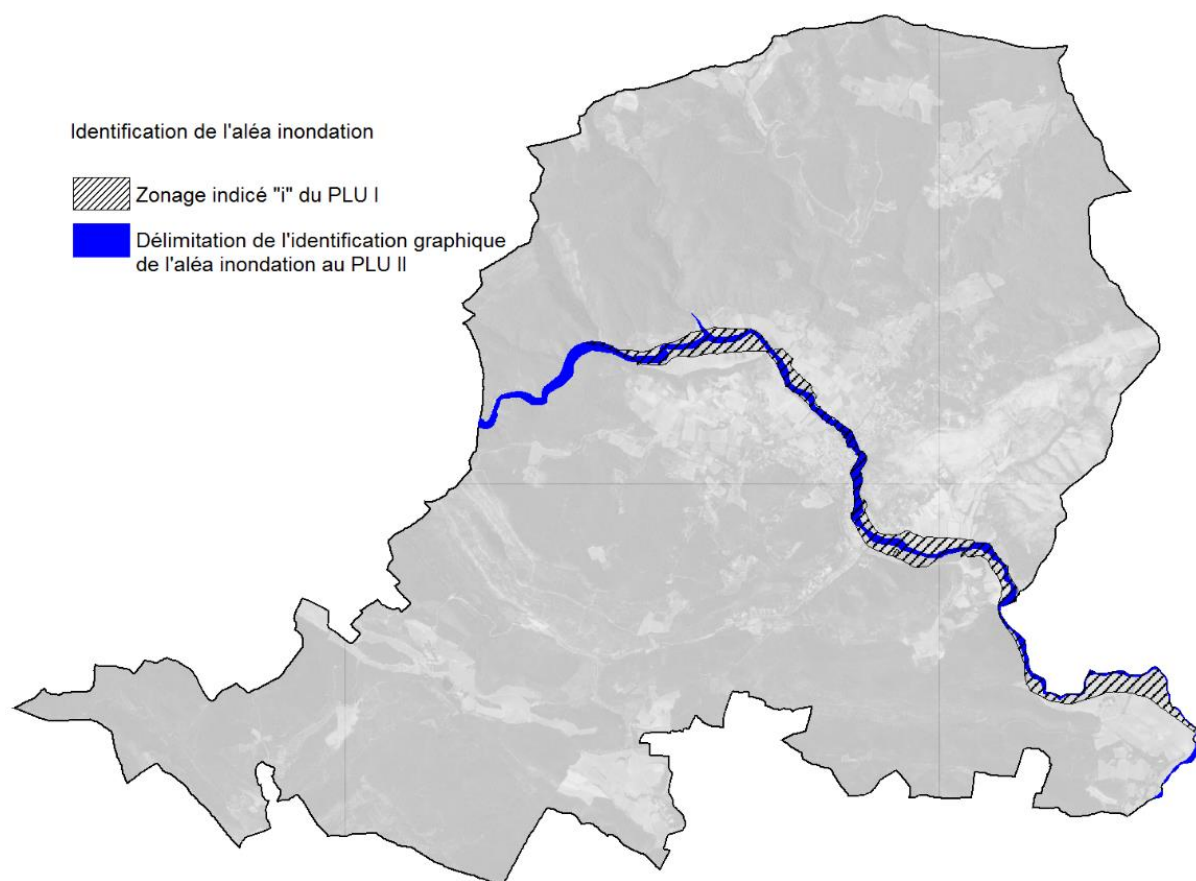 Identification de l'aléa inondation
Zonage indicé "i" du PLU I
Délimitation de l'identification graphique
de l'aléa inondation au PLU II